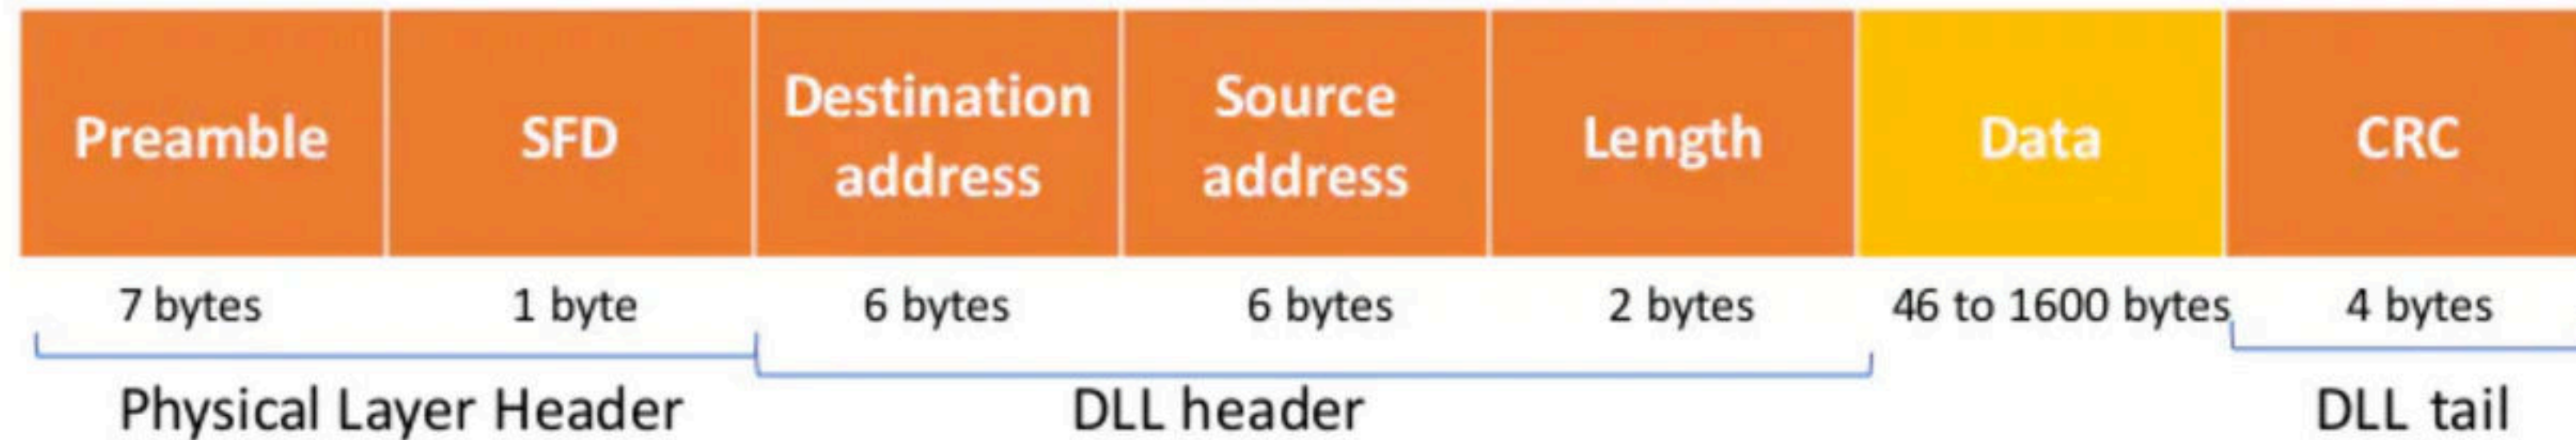 Preamble
SFD
Destination
address
Source
address
Length
Data
CRC
7 bytes
1 byte
6 bytes
6 bytes
2 bytes
46 to 1600 bytes
4 bytes
Physical Layer Header
DLL header
DLL tail